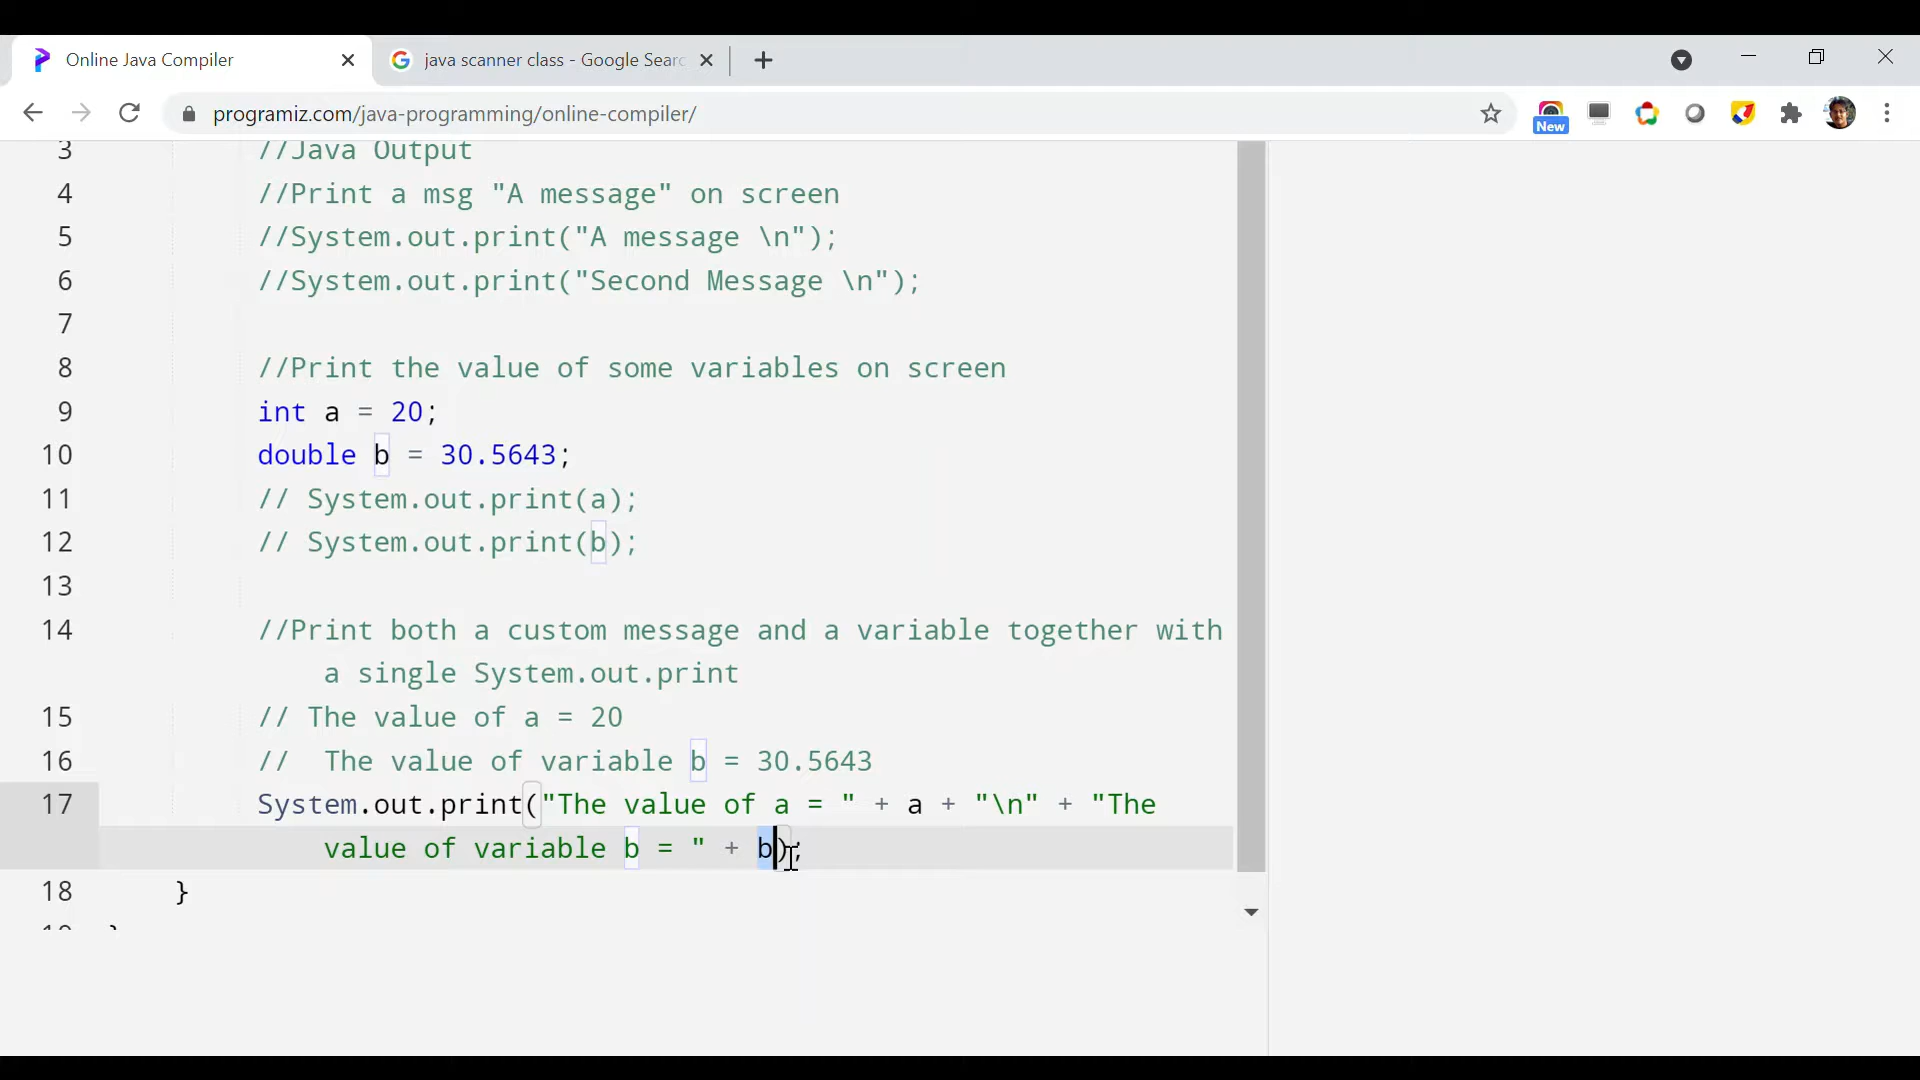 Online Java Compiler
java scanner class - Google Searc
programiz.com/java-programming/online-compiler/
New
3 //Java Output
4 //Print a msg "A message" on screen
5 //System.out.print("A message \n");
6 //System.out.print("Second Message \n");
7
8 //Print the value of some variables on screen
9 int a = 20;
10 double b = 30.5643;
11 // System.out.print(a);
12 // System.out.print(b);
13
14 //Print both a custom message and a variable together with
a single System.out.print
15 // The value of a = 20
16 //  The value of variable b = 30.5643
17 System.out.print("The value of a = " + a + "\n" + "The
value of variable b = " + b);
18 }